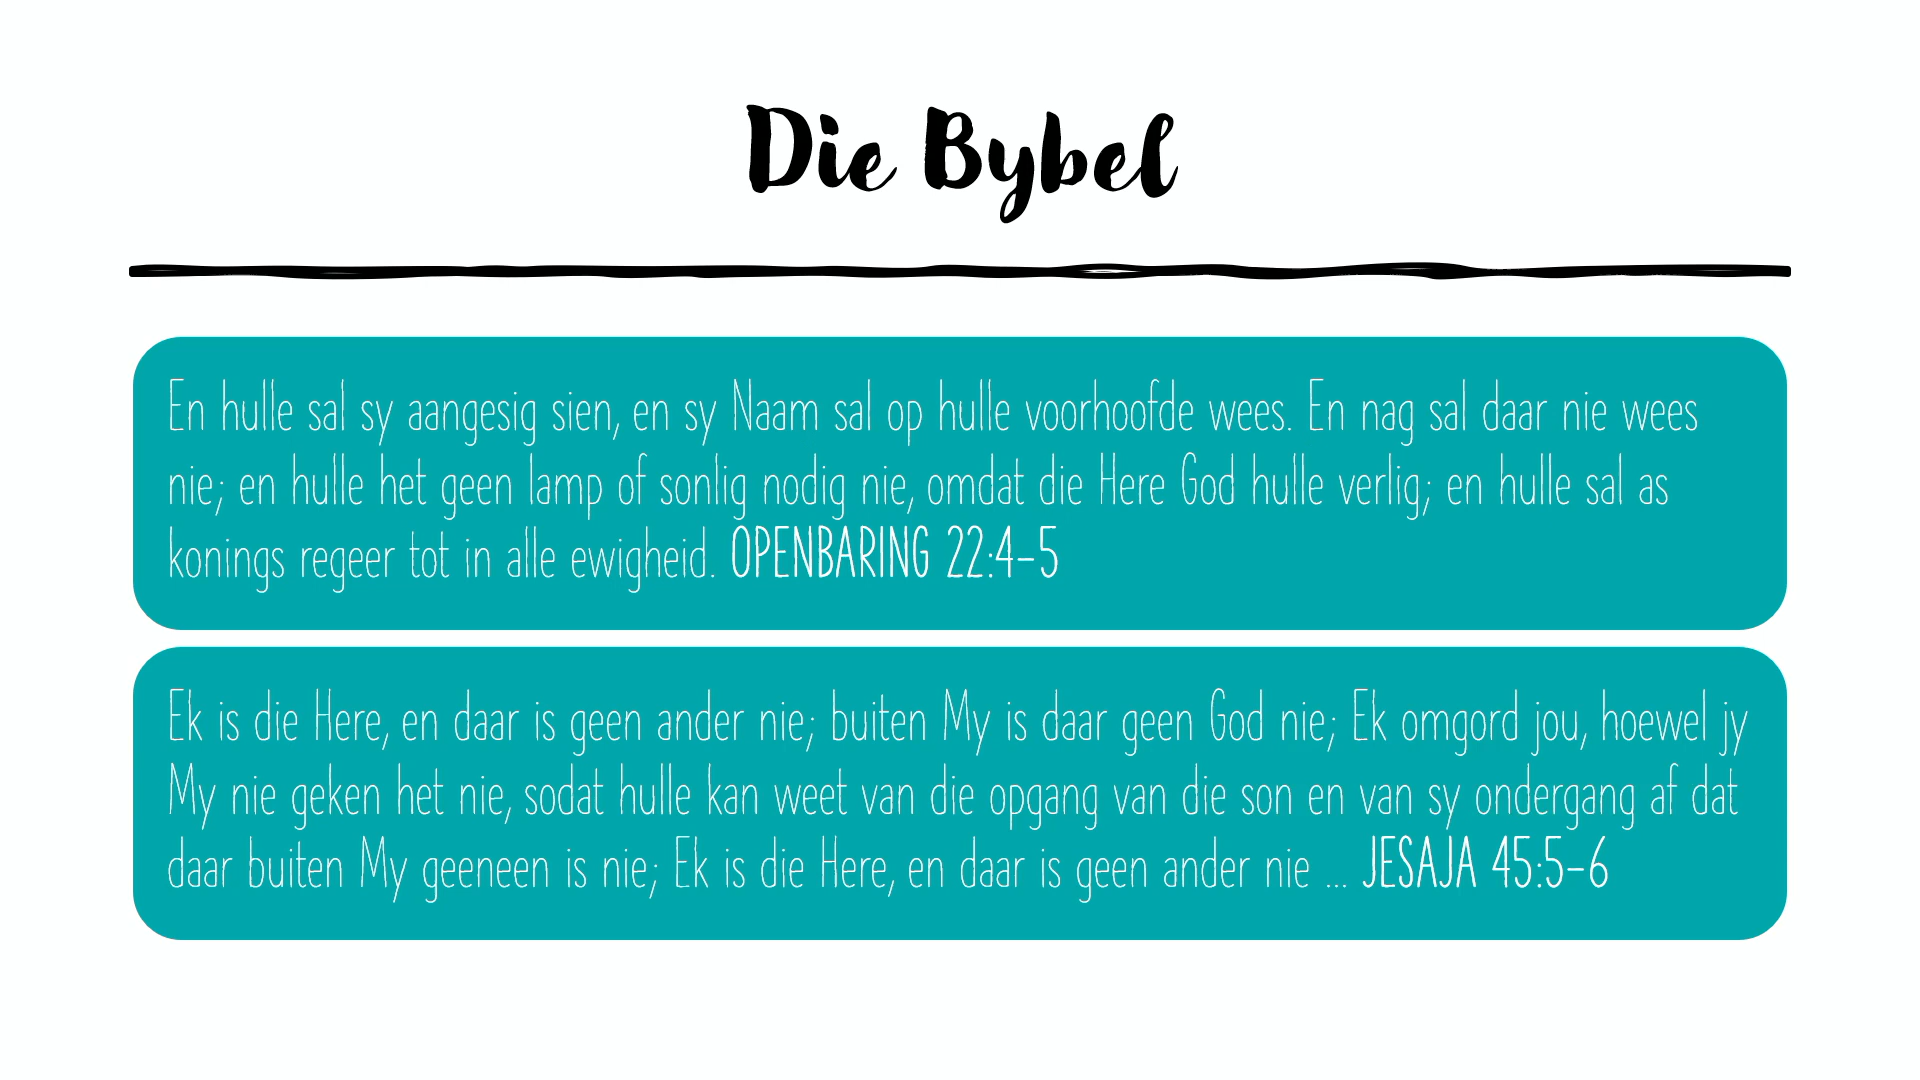 Die Bybel
En hulle sal sy aangesig sien, en sy Naam sal op hulle voorhoofde wees. En nag sal daar nie wees
nie; en hulle het geen lamp of sonlig nodig nie, omdat die Here God hulle verlig; en hulle sal as
konings regeer tot in alle ewigheid. OPENBARING 22:4-5
Ek is die Here, en daar is geen ander nie; buiten My is daar geen God nie; Ek omgord jou, hoewel jy
My nie geken het nie, sodat hulle kan weet van die opgang van die son en van sy ondergang af dat
daar buiten My geeneen is nie; Ek is die Here, en daar is geen ander nie ... JESAJA 45:5-6